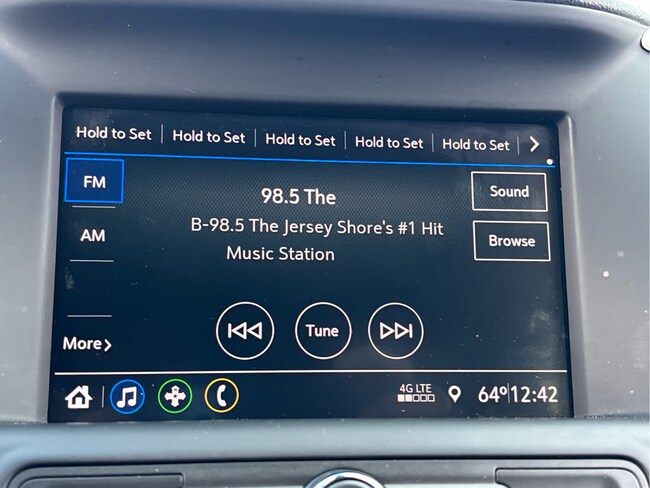 Hold to Set Hold to Set Hold to Set Hold to Set Hold to Set
FM
98.5 The
Sound
B-98.5 The Jersey Shore's #1 Hit
Music Station
AM
Browse
More
Tune
4G LTE
64º 12:42